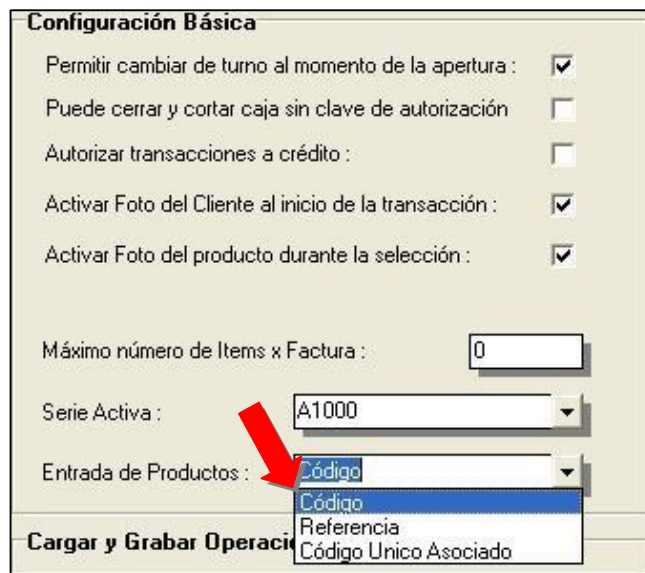 Configuración Básica
Permitir cambiar de turno al momento de la apertura :
Puede cerrar y cortar caja sin clave de autorización
Autorizar transacciones a crédito :
Activar Foto del Cliente al inicio de la transacción :
Activar Foto del producto durante la selección :
Máximo número de Items x Factura : 0
Serie Activa : A1000
Entrada de Productos : Código
Código
Referencia
Código Unico Asociado
Cargar y Grabar